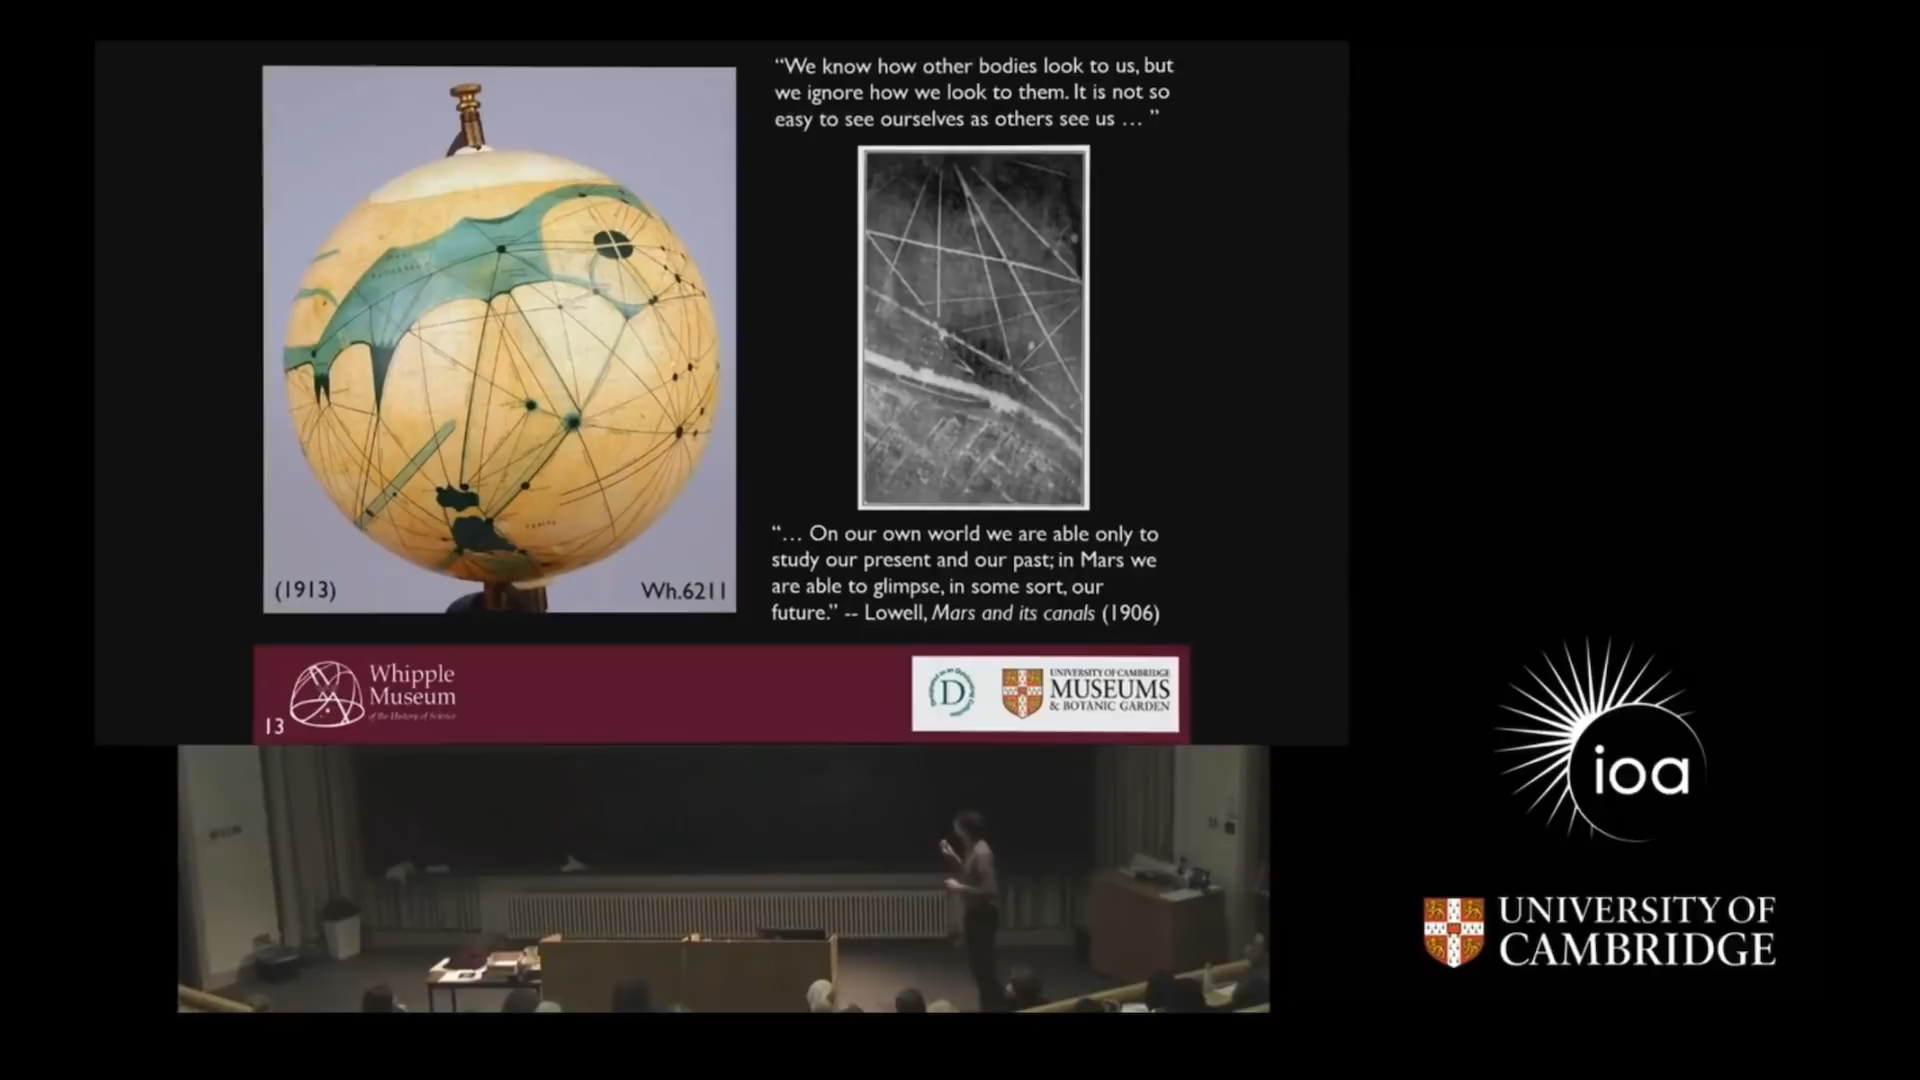 “We know how other bodies look to us, but
we ignore how we look to them. It is not so
easy to see ourselves as others see us … ”
(1913)
Wh.6211
“… On our own world we are able only to
study our present and our past; in Mars we
are able to glimpse, in some sort, our
future.” -- Lowell, Mars and its canals (1906)
13
Whipple
Museum
of the History of Science
D
UNIVERSITY OF CAMBRIDGE
MUSEUMS
& BOTANIC GARDEN
ioa
UNIVERSITY OF
CAMBRIDGE